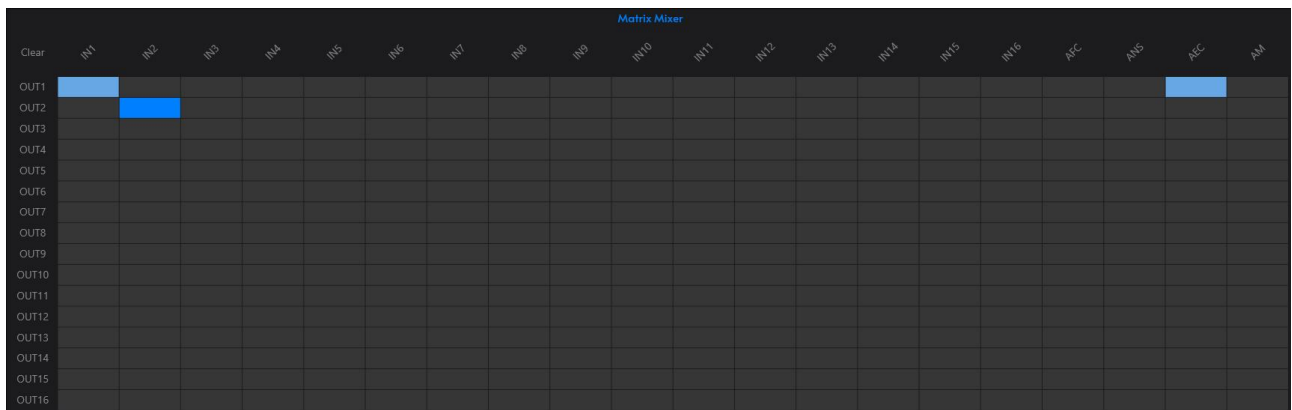 Matrix Mixer
Clear IN1 IN2 IN3 IN4 IN5 IN6 IN7 IN8 IN9 IN10 IN11 IN12 IN13 IN14 IN15 IN16 AFC ANS AEC AM
OUT1
OUT2
OUT3
OUT4
OUT5
OUT6
OUT7
OUT8
OUT9
OUT10
OUT11
OUT12
OUT13
OUT14
OUT15
OUT16